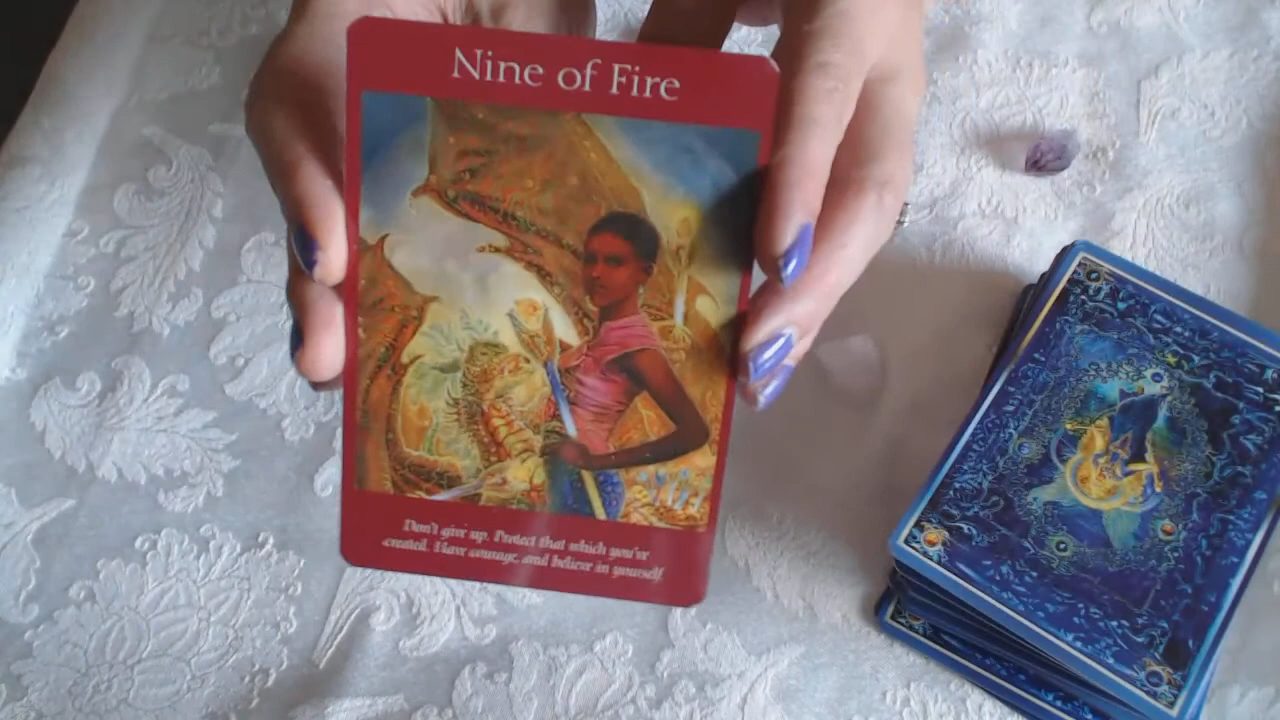 Nine of Fire
Don't give up. Protect that which you've
created. Have courage, and believe in yourself.